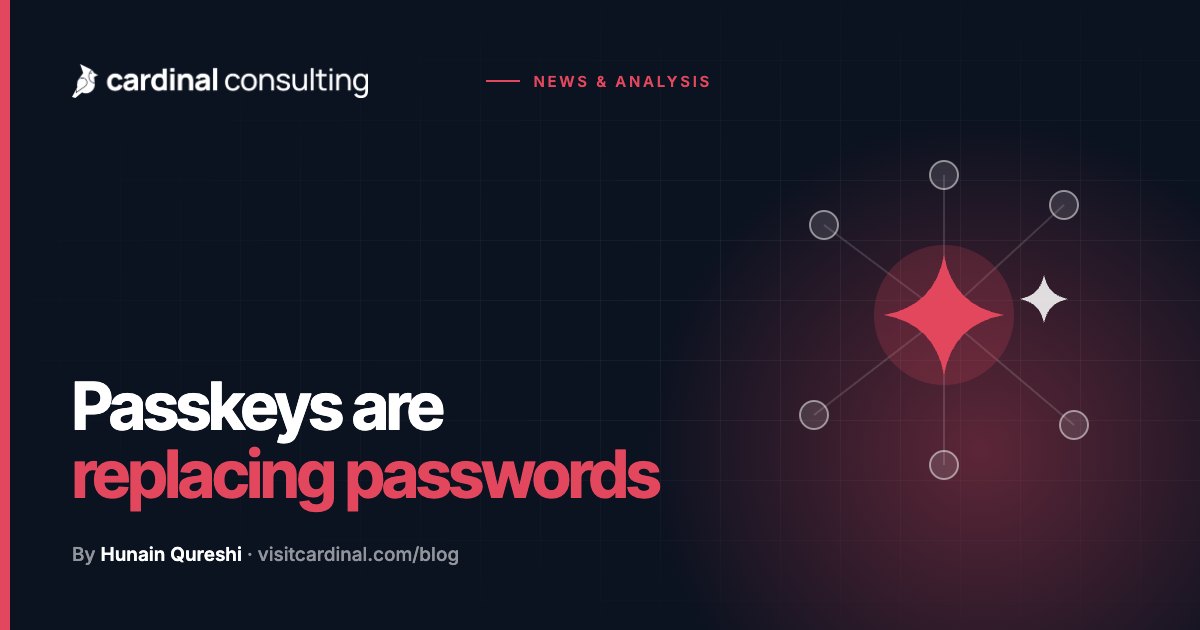 cardinal consulting
NEWS & ANALYSIS
Passkeys are
replacing passwords
By Hunain Qureshi · visitcardinal.com/blog